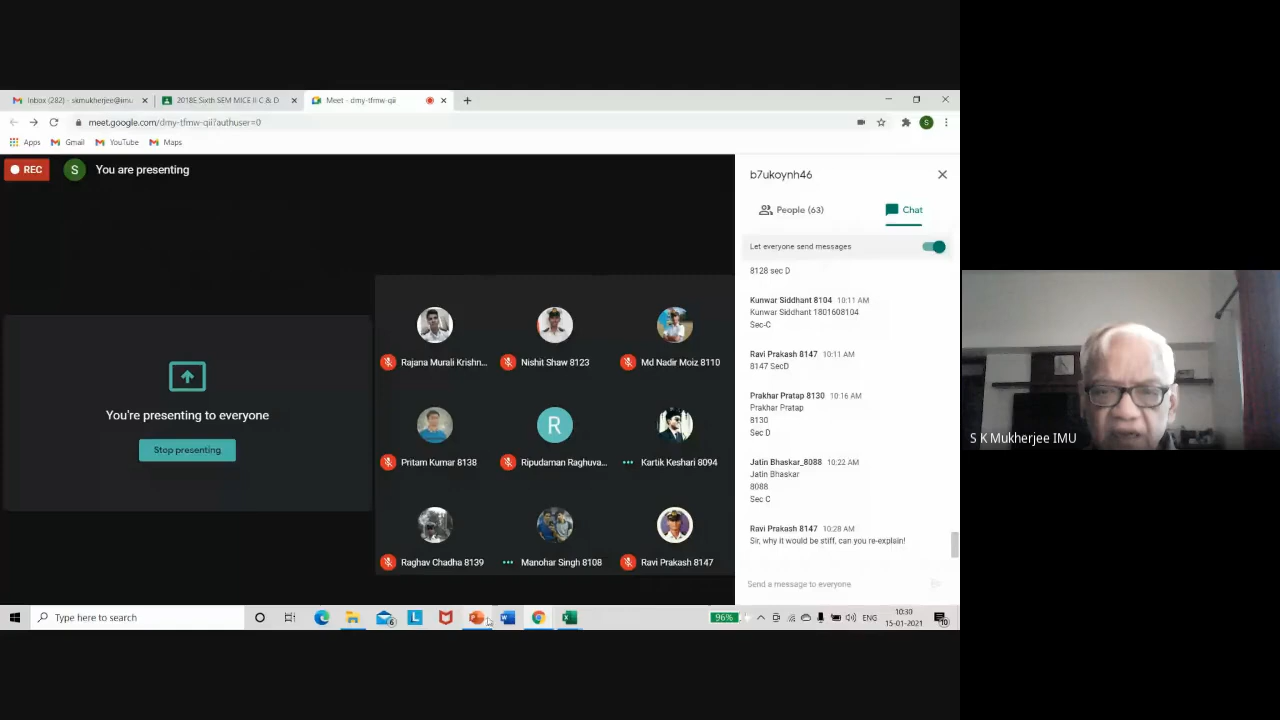 Inbox (282) - skmukherjee@imu
2018E Sixth SEM MICE II C & D
Meet - dmy-tfmw-qii
meet.google.com/dmy-tfmw-qii?authuser=0
Apps
Gmail
YouTube
Maps
REC
S
You are presenting
You're presenting to everyone
Stop presenting
Rajana Murali Krishn...
Nishit Shaw 8123
Md Nadir Moiz 8110
R
Pritam Kumar 8138
Ripudaman Raghuva...
Kartik Keshari 8094
Raghav Chadha 8139
Manohar Singh 8108
Ravi Prakash 8147
b7ukoynh46
People (63)
Chat
Let everyone send messages
8128 sec D
Kunwar Siddhant 8104 10:11 AM
Kunwar Siddhant 1801608104
Sec-C
Ravi Prakash 8147 10:11 AM
8147 SecD
Prakhar Pratap 8130 10:16 AM
Prakhar Pratap
8130
Sec D
Jatin Bhaskar_8088 10:22 AM
Jatin Bhaskar
8088
Sec C
Ravi Prakash 8147 10:28 AM
Sir, why it would be stiff, can you re-explain!
Send a message to everyone
S K Mukherjee IMU
Type here to search
96%
ENG
10:30
15-01-2021